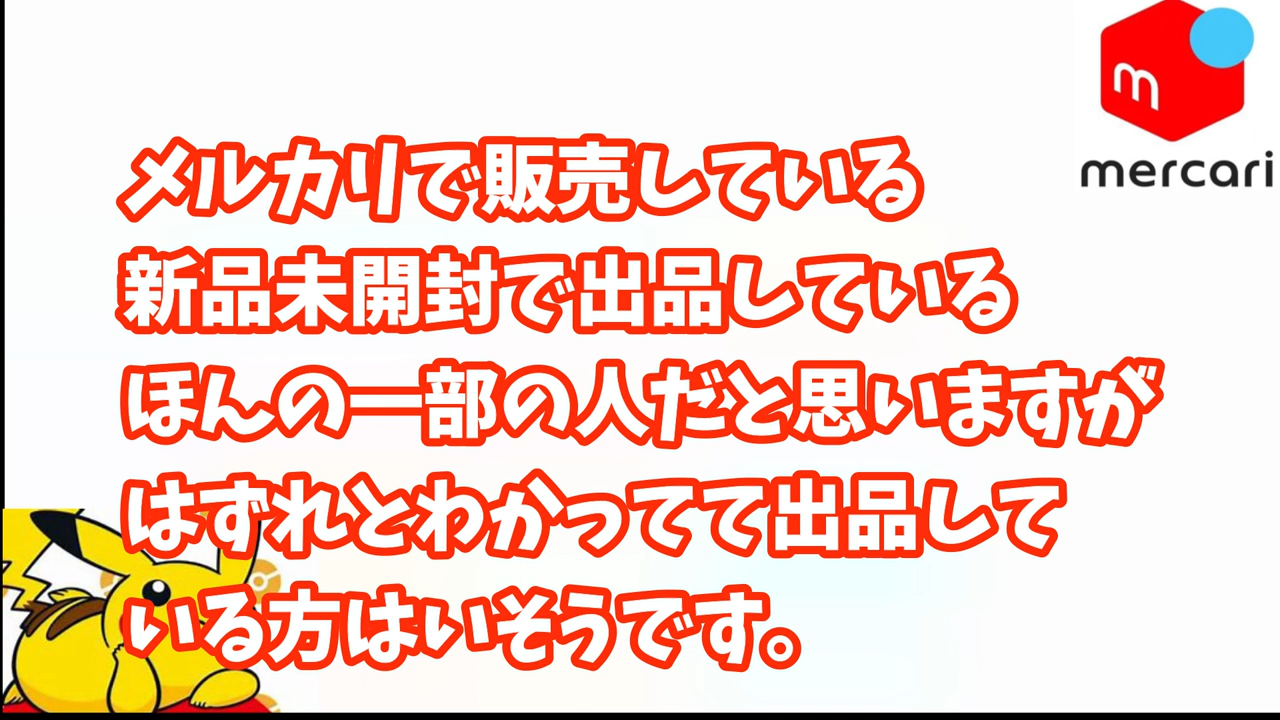 mercari
メルカリで販売している
新品未開封で出品している
ほんの一部の人だと思いますが
はずれとわかってて出品して
いる方はいそうです。